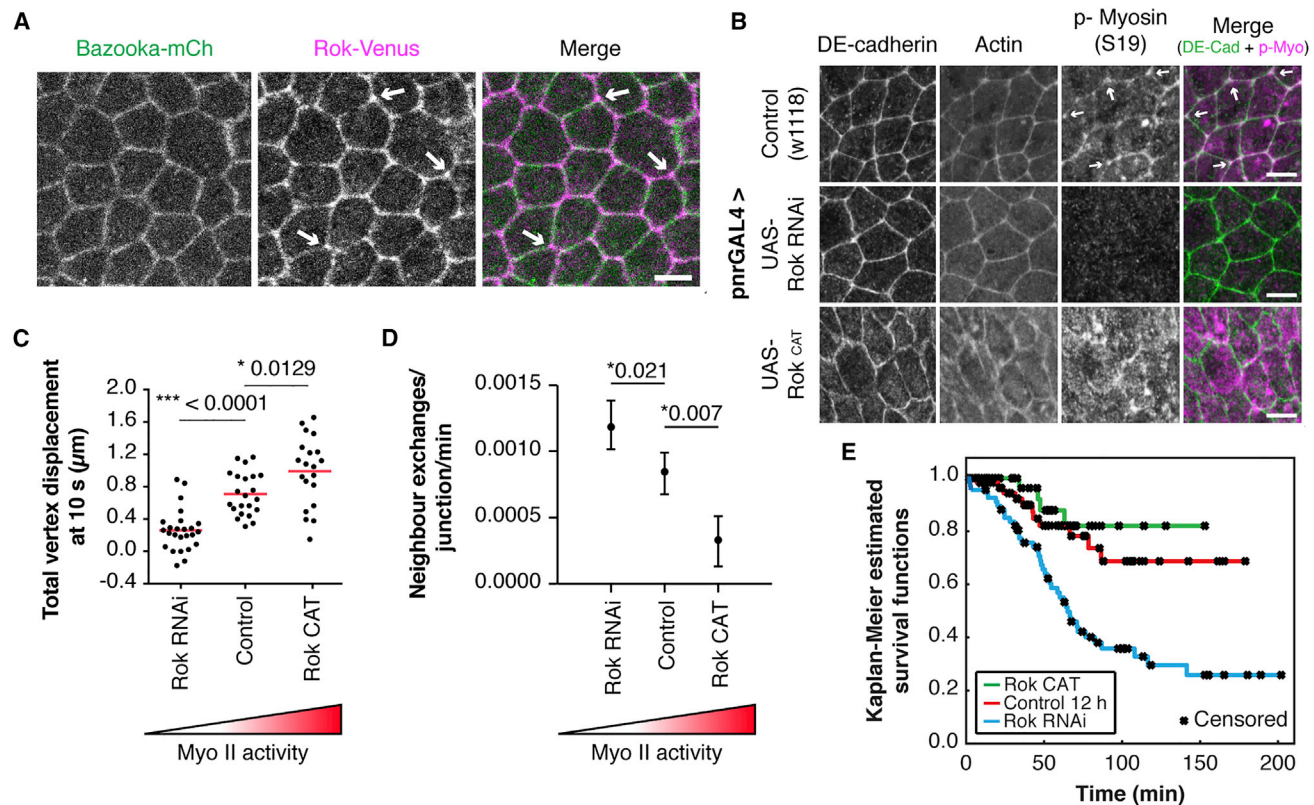 A
Bazooka-mCh
Rok-Venus
Merge
B
DE-cadherin
Actin
p- Myosin
(S19)
Merge
(DE-Cad + p-Myo)
pnrGAL4 >
Control
(w1118)
UAS-
Rok RNAi
UAS-
Rok CAT
C
Total vertex displacement
at 10 s (µm)
2.0
1.6
1.2
0.8
0.4
0.0
-0.4
* 0.0129
*** < 0.0001
Rok RNAi
Control
Rok CAT
Myo II activity
D
Neighbour exchanges/
junction/min
0.0015
0.0010
0.0005
0.0000
*0.021
*0.007
Rok RNAi
Control
Rok CAT
Myo II activity
E
Kaplan-Meier estimated
survival functions
1.0
0.8
0.6
0.4
0.2
0.0
Rok CAT
Control 12 h
Rok RNAi
Censored
0
50
100
150
200
Time (min)